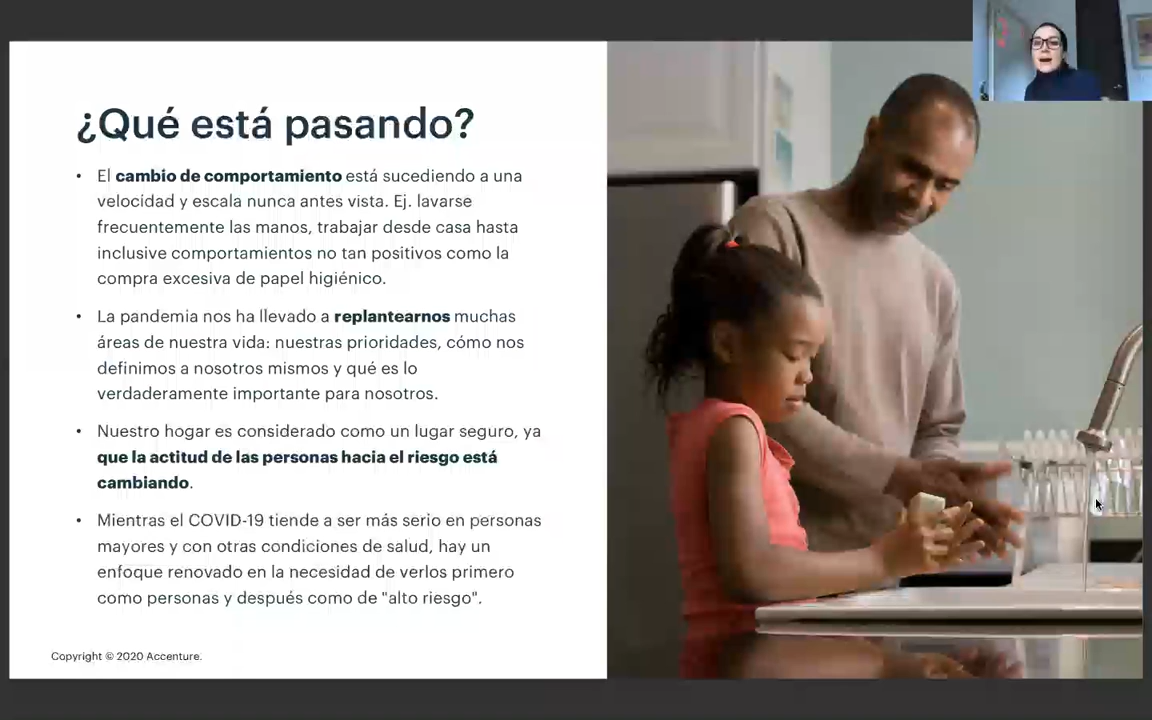 ¿Qué está pasando?
• El cambio de comportamiento está sucediendo a una
velocidad y escala nunca antes vista. Ej. lavarse
frecuentemente las manos, trabajar desde casa hasta
inclusive comportamientos no tan positivos como la
compra excesiva de papel higiénico.
• La pandemia nos ha llevado a replantearnos muchas
áreas de nuestra vida: nuestras prioridades, cómo nos
definimos a nosotros mismos y qué es lo
verdaderamente importante para nosotros.
• Nuestro hogar es considerado como un lugar seguro, ya
que la actitud de las personas hacia el riesgo está
cambiando.
• Mientras el COVID-19 tiende a ser más serio en personas
mayores y con otras condiciones de salud, hay un
enfoque renovado en la necesidad de verlos primero
como personas y después como de "alto riesgo".
Copyright © 2020 Accenture.